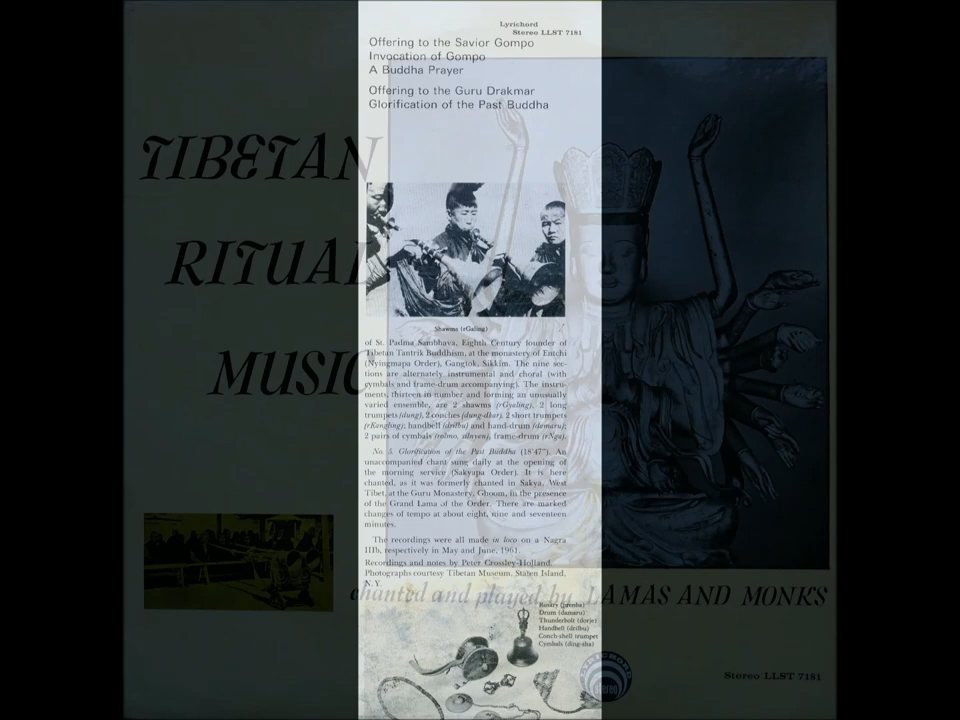 Lyrichord
Stereo LLST 7181
Offering to the Savior Gompo
Invocation of Gompo
A Buddha Prayer
Offering to the Guru Drakmar
Glorification of the Past Buddha
TIBETAN
RITUAL
MUSIC
Shawms (rGaling)
of St. Padma Sambhava, Eighth Century founder of
Tibetan Tantrik Buddhism, at the monastery of Entchi
(Nyingmapa Order), Gangtok, Sikkim. The nine sec-
tions are alternately instrumental and choral (with
cymbals and frame-drum accompanying). The instru-
ments, thirteen in number and forming an unusually
varied ensemble, are 2 shawms (rGyaling), 2 long
trumpets (dung), 2 conches (dung-dkar), 2 short trumpets
(rKangling); handbell (drilbu) and hand-drum (damaru);
2 pairs of cymbals (rolmo, silnyen), frame-drum (rNga).
No. 5. Glorification of the Past Buddha (18'47"). An
unaccompanied chant sung daily at the opening of
the morning service (Sakyapa Order). It is here
chanted, as it was formerly chanted in Sakya, West
Tibet, at the Guru Monastery, Ghoom, in the presence
of the Grand Lama of the Order. There are marked
changes of tempo at about eight, nine and seventeen
minutes.
The recordings were all made in loco on a Nagra
IIIb, respectively in May and June, 1961.
Recordings and notes by Peter Crossley-Holland.
Photographs courtesy Tibetan Museum, Staten Island,
N.Y.
chanted and played by LAMAS AND MONKS
Rosary (prenba)
Drum (damaru)
Thunderbolt (dorje)
Handbell (drilbu)
Conch-shell trumpet
Cymbals (ding-sha)
LYRICHORD
STEREO
Stereo LLST 7181